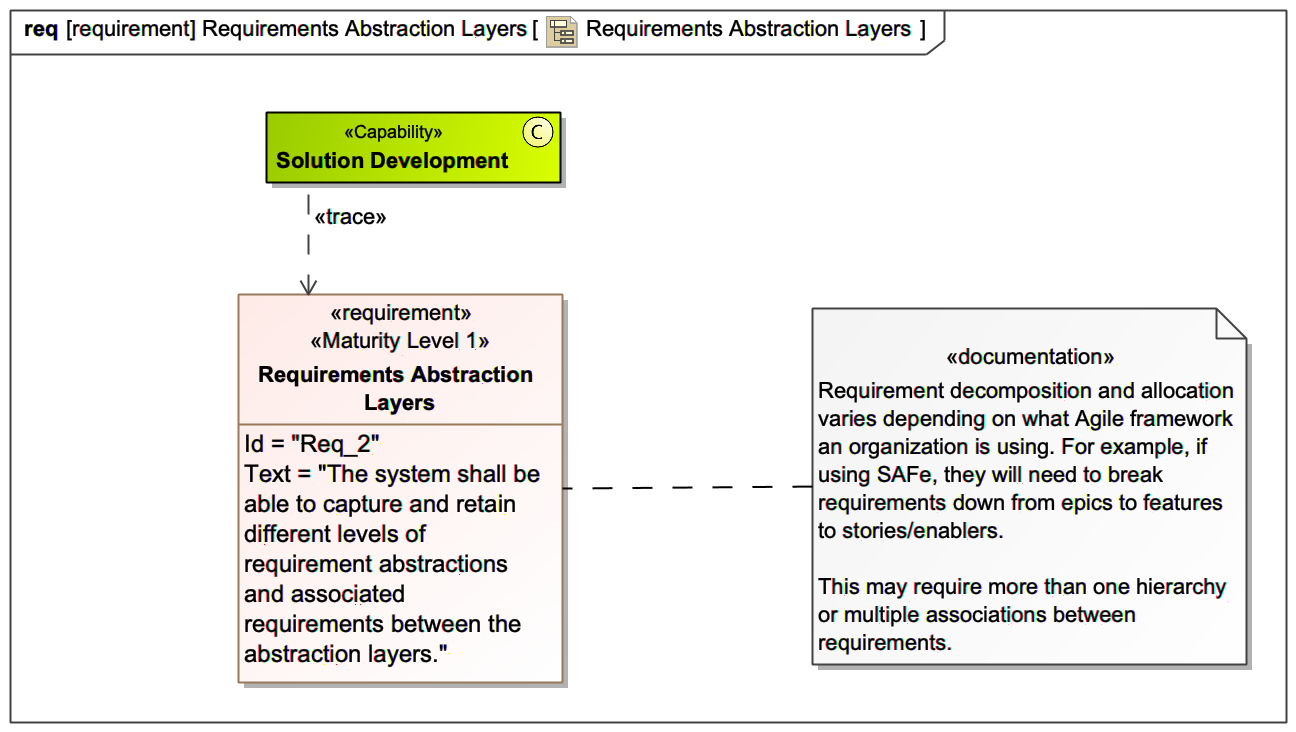 req [requirement] Requirements Abstraction Layers [ Requirements Abstraction Layers ]
«Capability»
C
Solution Development
«trace»
«requirement»
«Maturity Level 1»
Requirements Abstraction
Layers
Id = "Req_2"
Text = "The system shall be
able to capture and retain
different levels of
requirement abstractions
and associated
requirements between the
abstraction layers."
«documentation»
Requirement decomposition and allocation
varies depending on what Agile framework
an organization is using. For example, if
using SAFe, they will need to break
requirements down from epics to features
to stories/enablers.
This may require more than one hierarchy
or multiple associations between
requirements.